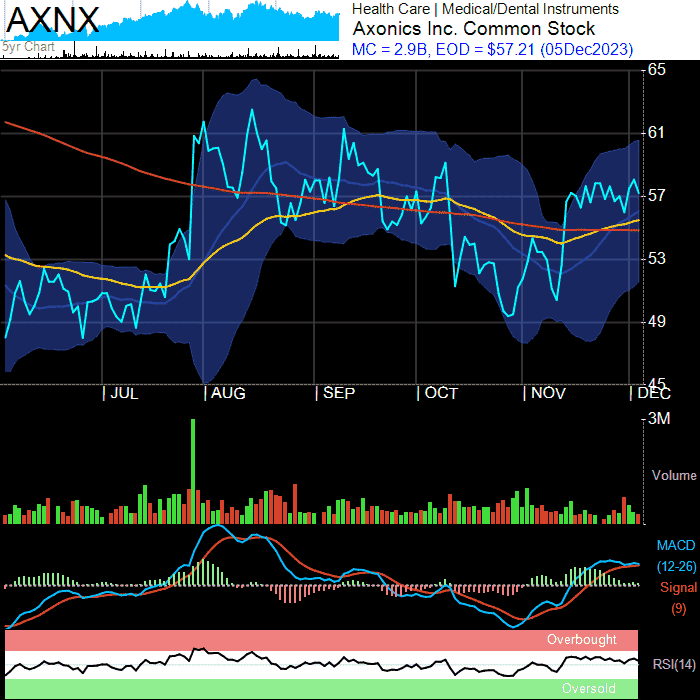 AXNX
5yr Chart
Health Care | Medical/Dental Instruments
Axonics Inc. Common Stock
MC = 2.9B, EOD = $57.21 (05Dec2023)
65
61
57
53
49
45
JUL AUG SEP OCT NOV DEC
3M
Volume
MACD
(12-26)
Signal
(9)
Overbought
RSI(14)
Oversold